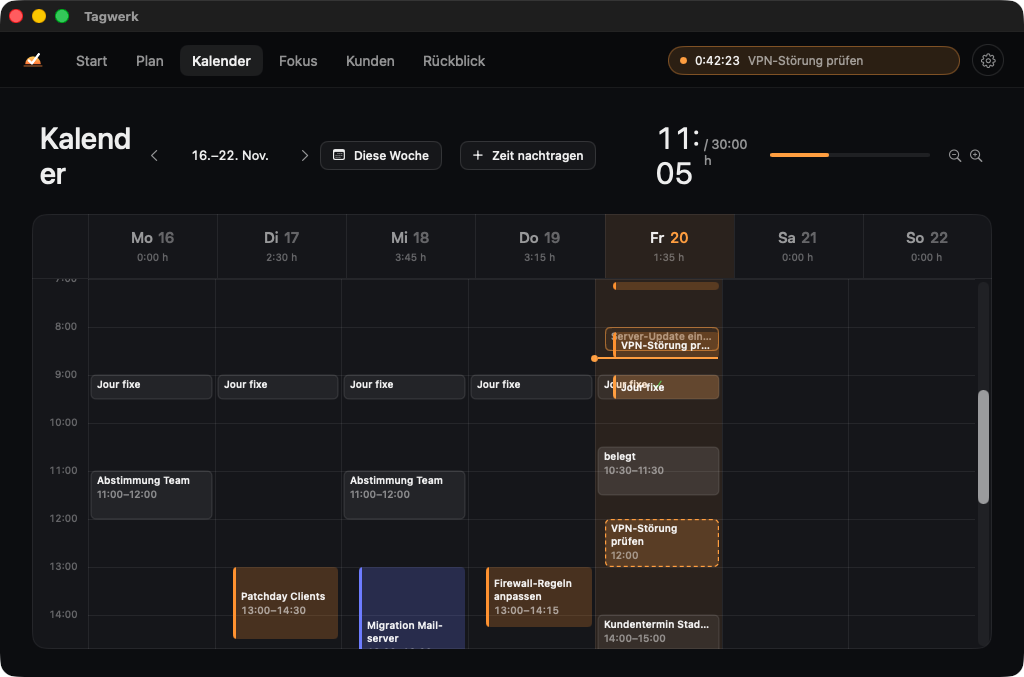 Tagwerk
Start
Plan
Kalender
Fokus
Kunden
Rückblick
0:42:23 VPN-Störung prüfen
Kalend
er
16.–22. Nov.
Diese Woche
Zeit nachtragen
11:
05
/ 30:00
h
Mo 16
0:00 h
Di 17
2:30 h
Mi 18
3:45 h
Do 19
3:15 h
Fr 20
1:35 h
Sa 21
0:00 h
So 22
0:00 h
7:00
8:00
Server-Update ein...
VPN-Störung pr...
9:00
Jour fixe
Jour fixe
Jour fixe
Jour fixe
Jour fixe
Jour fixe
10:00
belegt
10:30–11:30
11:00
Abstimmung Team
11:00–12:00
Abstimmung Team
11:00–12:00
12:00
VPN-Störung
prüfen
12:00
13:00
Patchday Clients
13:00–14:30
Migration Mail-
server
Firewall-Regeln
anpassen
13:00–14:15
14:00
Kundentermin Stad...
14:00–15:00